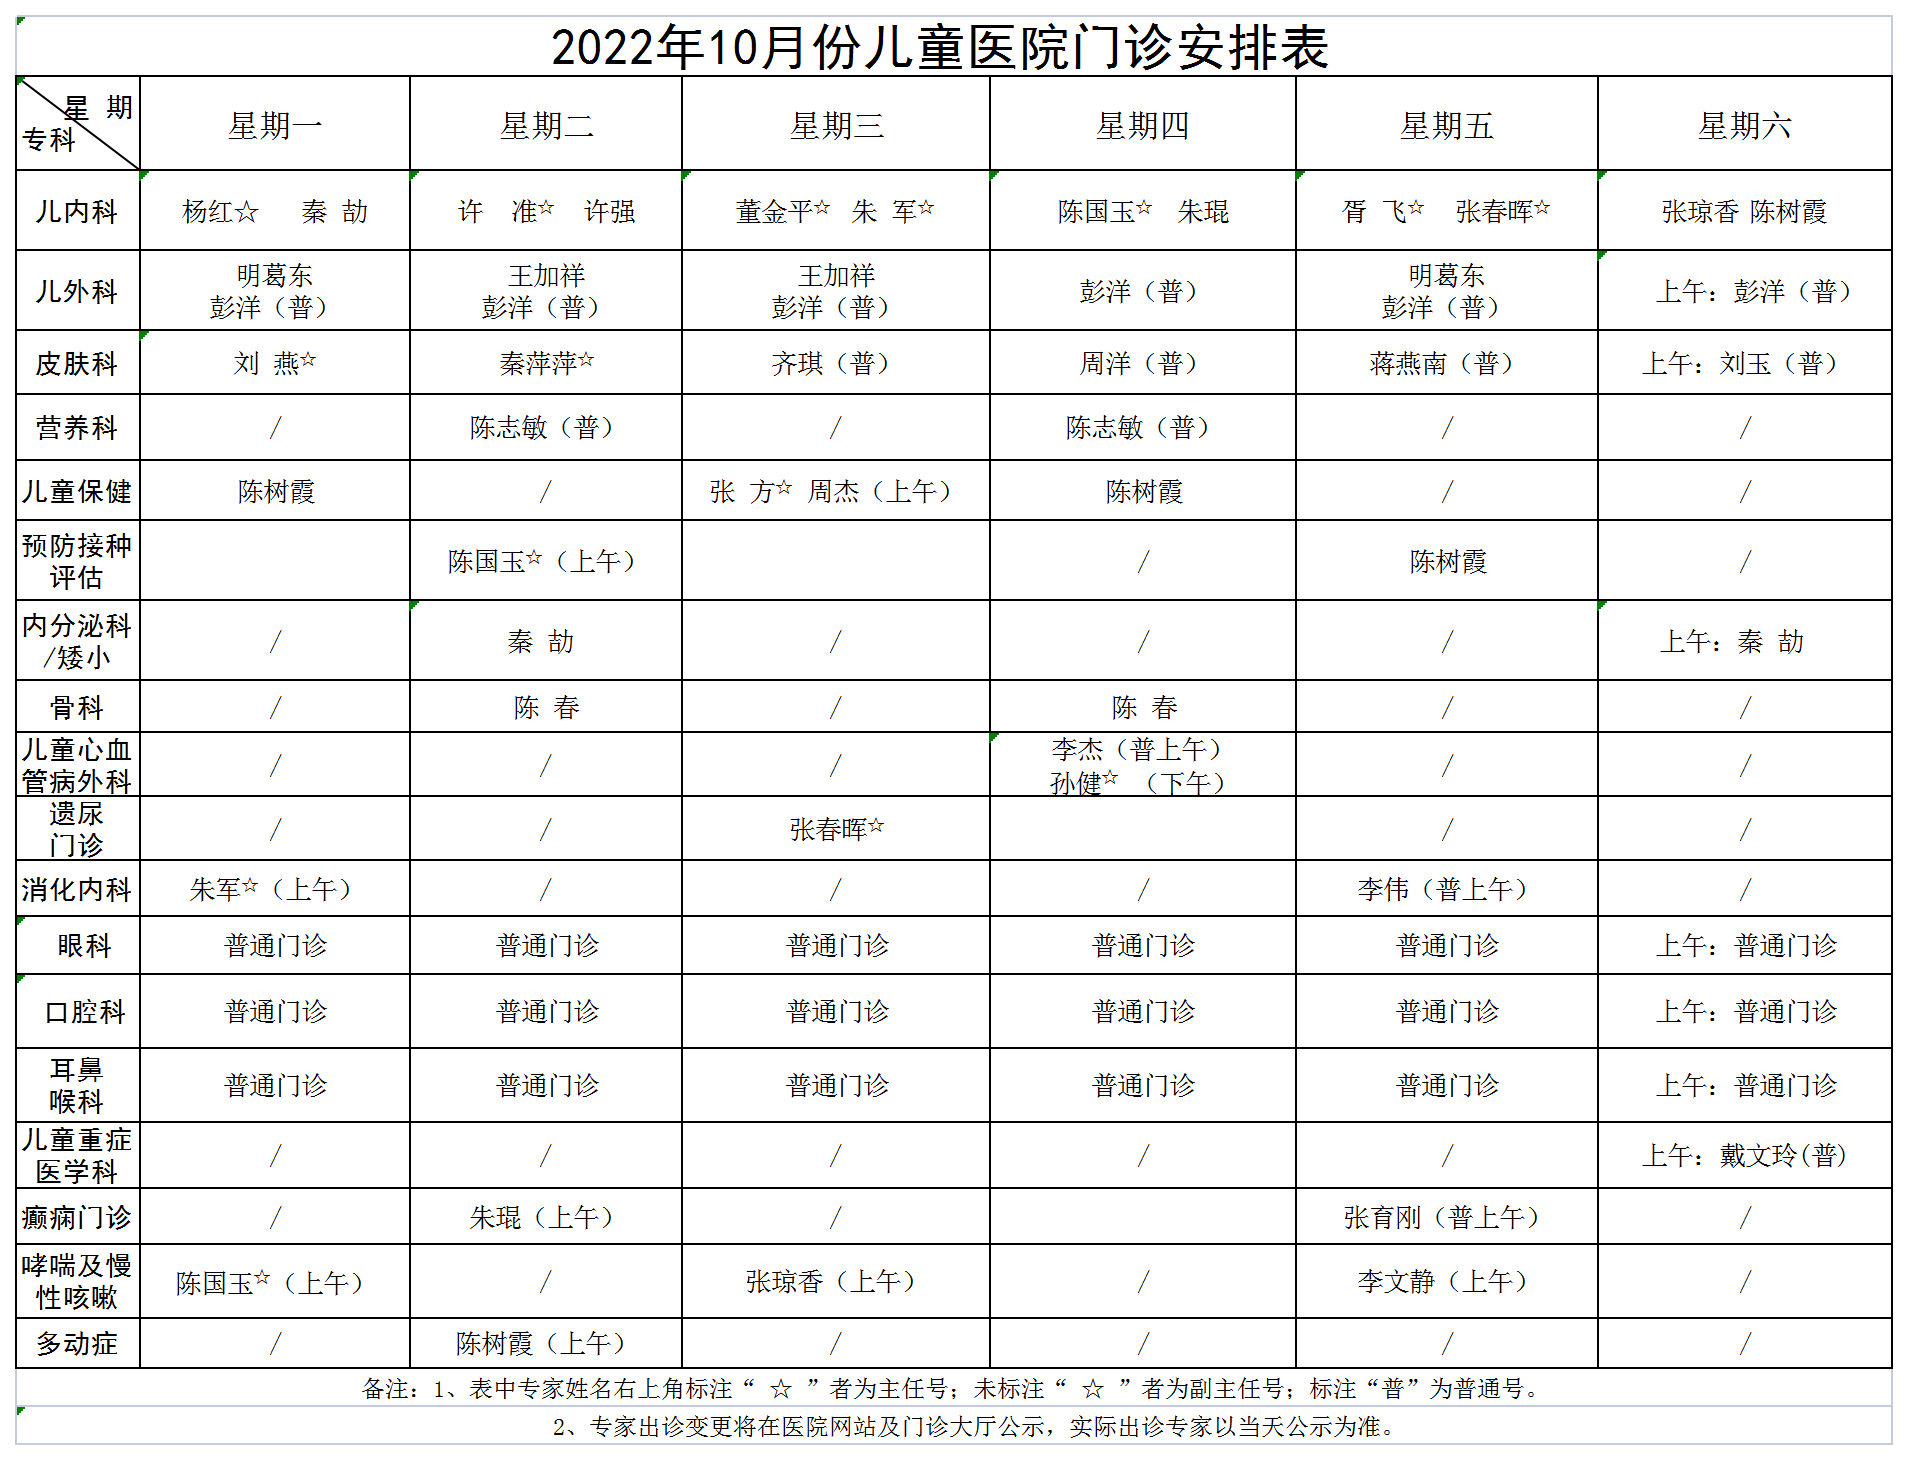 2022年10月份儿童医院门诊安排表
星 期
专科
星期一 星期二 星期三 星期四 星期五 星期六
儿内科 杨红☆ 秦 劼 许 准☆ 许强 董金平☆ 朱 军☆ 陈国玉☆ 朱琨 胥 飞☆ 张春晖☆ 张琼香 陈树霞
儿外科 明葛东 彭洋（普） 王加祥 彭洋（普） 王加祥 彭洋（普） 彭洋（普） 明葛东 彭洋（普） 上午：彭洋（普）
皮肤科 刘 燕☆ 秦萍萍☆ 齐琪（普） 周洋（普） 蒋燕南（普） 上午：刘玉（普）
营养科 / 陈志敏（普） / 陈志敏（普） / /
儿童保健 陈树霞 / 张 方☆ 周杰（上午） 陈树霞 / /
预防接种评估 陈国玉☆（上午） / 陈树霞 /
内分泌科/矮小 / 秦 劼 / / / 上午：秦 劼
骨科 / 陈 春 / 陈 春 / /
儿童心血管病外科 / / / 李杰（普上午） 孙健☆ （下午） / /
遗尿门诊 / / 张春晖☆ / /
消化内科 朱军☆（上午） / / / 李伟（普上午） /
眼科 普通门诊 普通门诊 普通门诊 普通门诊 普通门诊 上午：普通门诊
口腔科 普通门诊 普通门诊 普通门诊 普通门诊 普通门诊 上午：普通门诊
耳鼻喉科 普通门诊 普通门诊 普通门诊 普通门诊 普通门诊 上午：普通门诊
儿童重症医学科 / / / / / 上午：戴文玲(普)
癫痫门诊 / 朱琨（上午） / 张育刚（普上午） /
哮喘及慢性咳嗽 陈国玉☆（上午） / 张琼香（上午） / 李文静（上午） /
多动症 / 陈树霞（上午） / / / /
备注：1、表中专家姓名右上角标注“ ☆ ”者为主任号；未标注“ ☆ ”者为副主任号；标注“普”为普通号。
2、专家出诊变更将在医院网站及门诊大厅公示，实际出诊专家以当天公示为准。